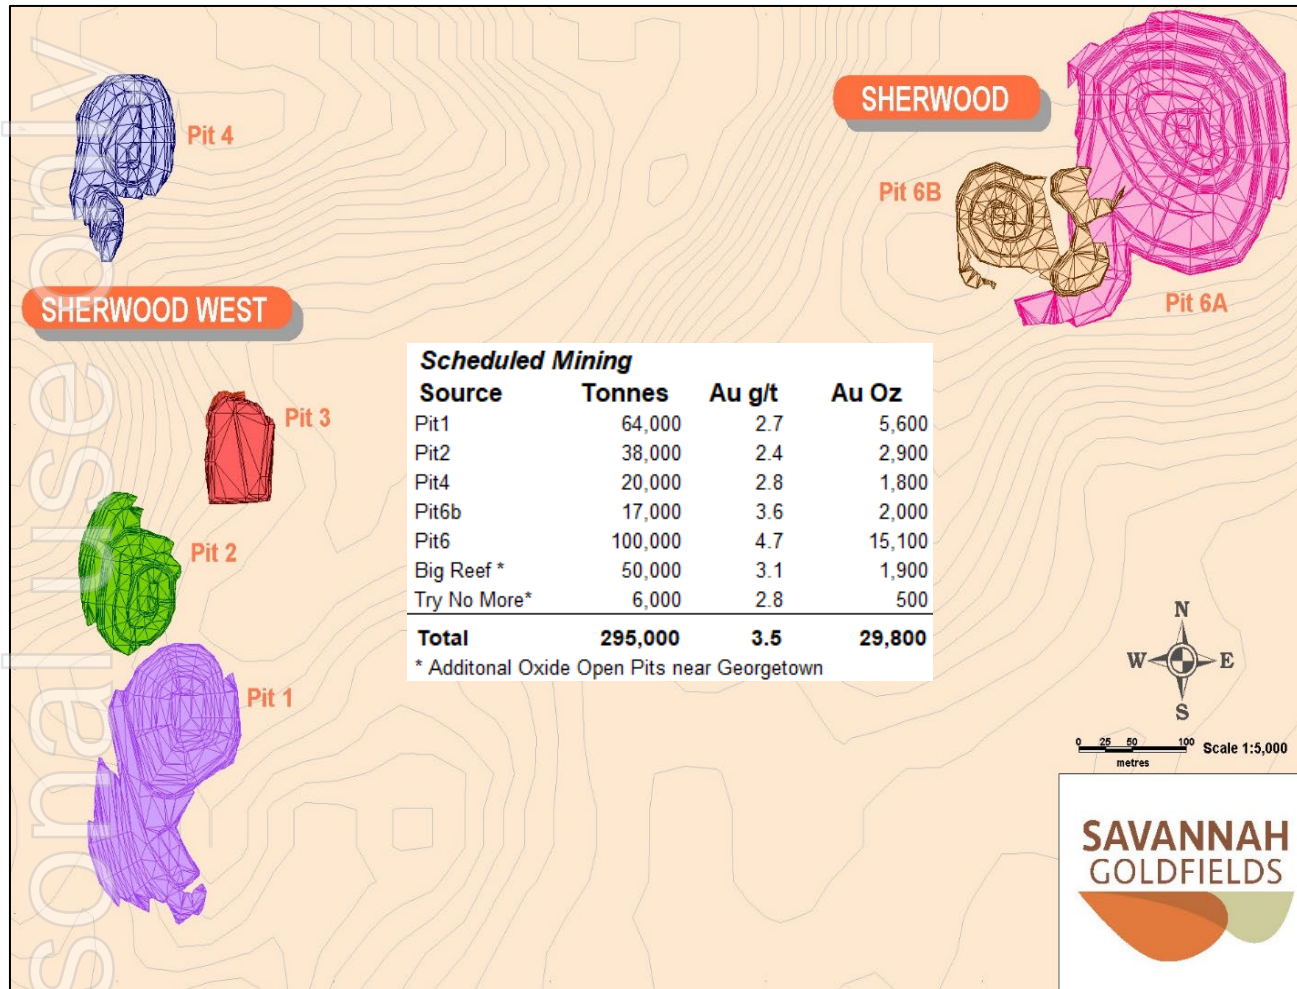 sonal use only
Pit 4
SHERWOOD
Pit 6B
Pit 6A
SHERWOOD WEST
Pit 3
Pit 2
Pit 1
Scheduled Mining
Source Tonnes Au g/t Au Oz
Pit1 64,000 2.7 5,600
Pit2 38,000 2.4 2,900
Pit4 20,000 2.8 1,800
Pit6b 17,000 3.6 2,000
Pit6 100,000 4.7 15,100
Big Reef * 50,000 3.1 1,900
Try No More* 6,000 2.8 500
Total 295,000 3.5 29,800
* Additonal Oxide Open Pits near Georgetown
N
W E
S
0 25 50 100 Scale 1:5,000
metres
SAVANNAH
GOLDFIELDS